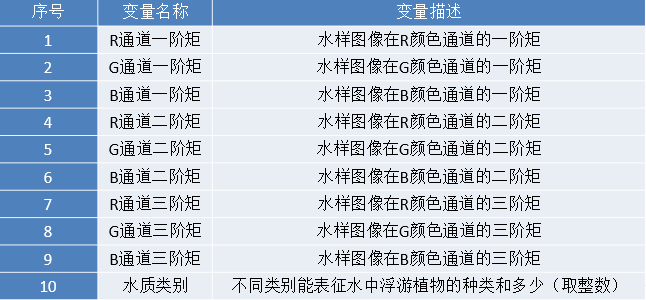 序号 变量名称 变量描述
1 R通道一阶矩 水样图像在R颜色通道的一阶矩
2 G通道一阶矩 水样图像在G颜色通道的一阶矩
3 B通道一阶矩 水样图像在B颜色通道的一阶矩
4 R通道二阶矩 水样图像在R颜色通道的二阶矩
5 G通道二阶矩 水样图像在G颜色通道的二阶矩
6 B通道二阶矩 水样图像在B颜色通道的二阶矩
7 R通道三阶矩 水样图像在R颜色通道的三阶矩
8 G通道三阶矩 水样图像在G颜色通道的三阶矩
9 B通道三阶矩 水样图像在B颜色通道的三阶矩
10 水质类别 不同类别能表征水中浮游植物的种类和多少（取整数）